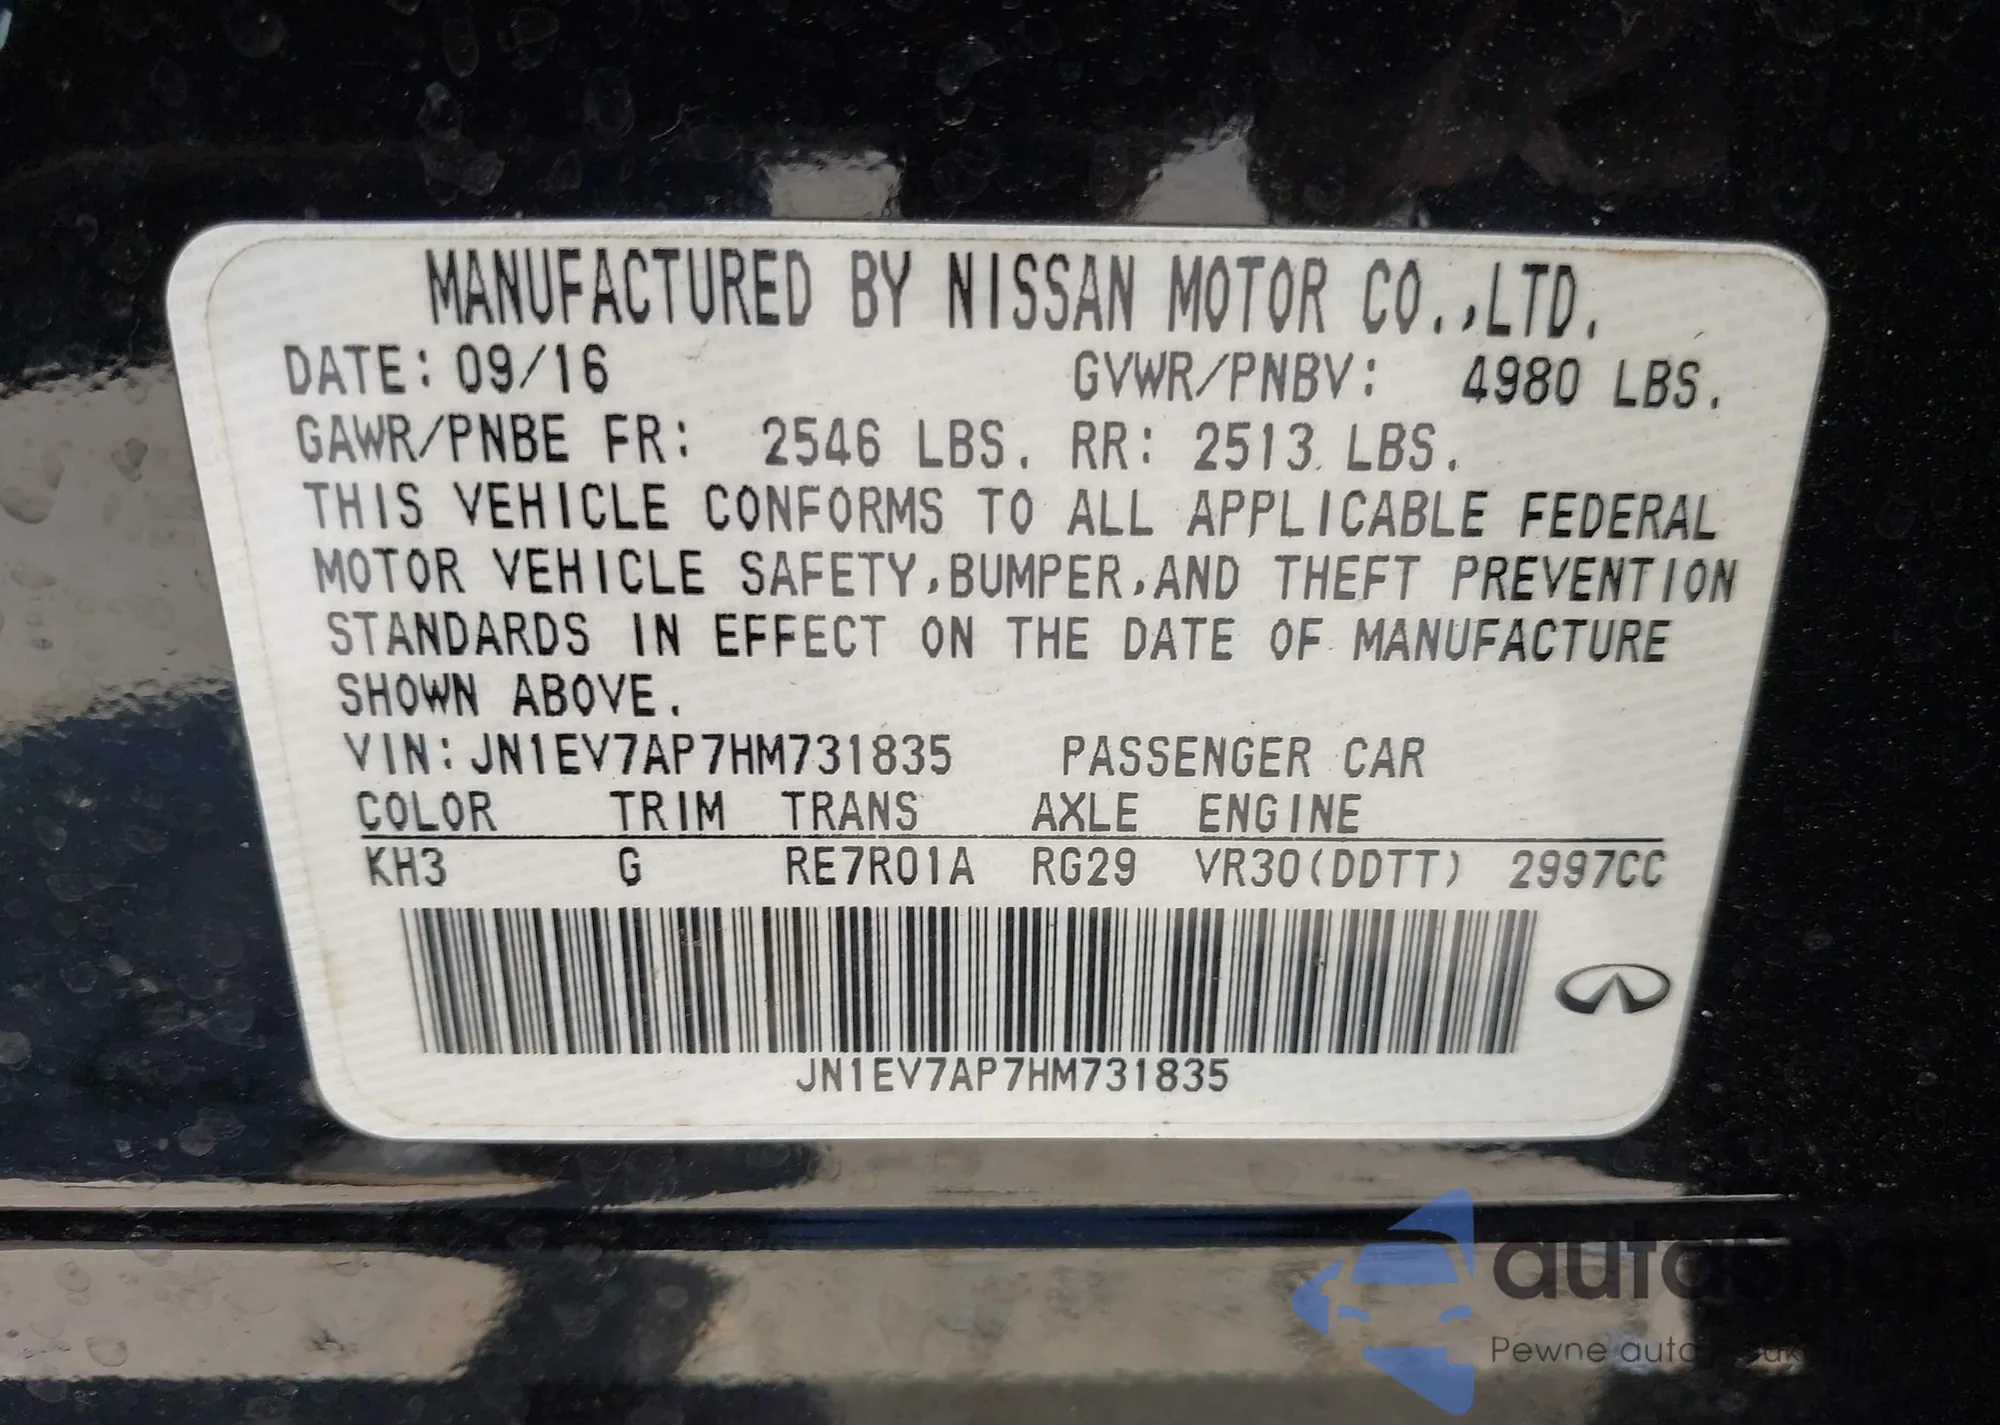 MANUFACTURED BY NISSAN MOTOR CO.,LTD.
DATE: 09/16 GVWR/PNBV: 4980 LBS.
GAWR/PNBE FR: 2546 LBS. RR: 2513 LBS.
THIS VEHICLE CONFORMS TO ALL APPLICABLE FEDERAL
MOTOR VEHICLE SAFETY,BUMPER,AND THEFT PREVENTION
STANDARDS IN EFFECT ON THE DATE OF MANUFACTURE
SHOWN ABOVE.
VIN:JN1EV7AP7HM731835 PASSENGER CAR
COLOR TRIM TRANS AXLE ENGINE
KH3 G RE7R01A RG29 VR30(DDTT) 2997CC
JN1EV7AP7HM731835
Pewne auto